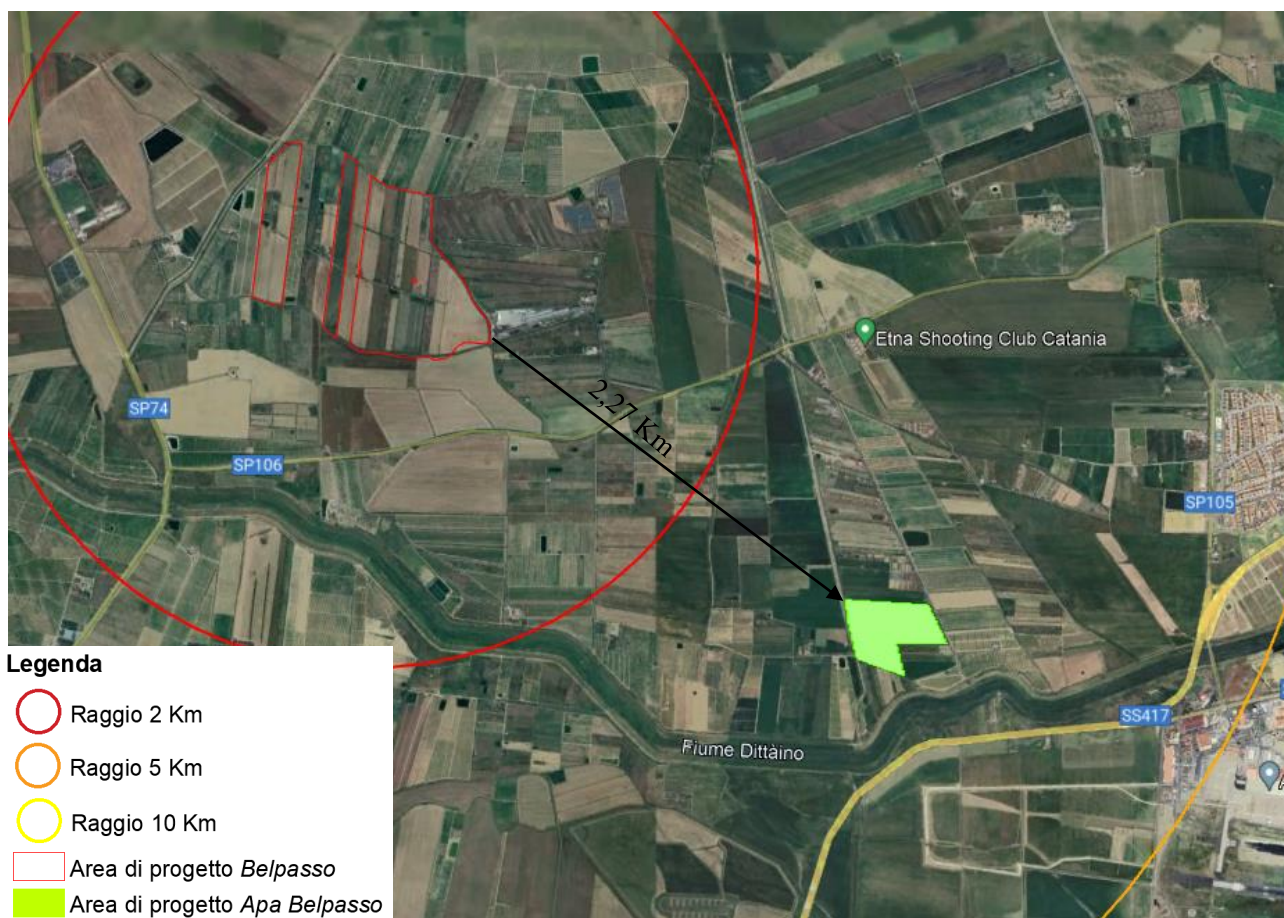 Etna Shooting Club Catania
2,27 Km
SP74
SP106
SP105
SS417
Fiume Dittàino
Legenda
Raggio 2 Km
Raggio 5 Km
Raggio 10 Km
Area di progetto Belpasso
Area di progetto Apa Belpasso